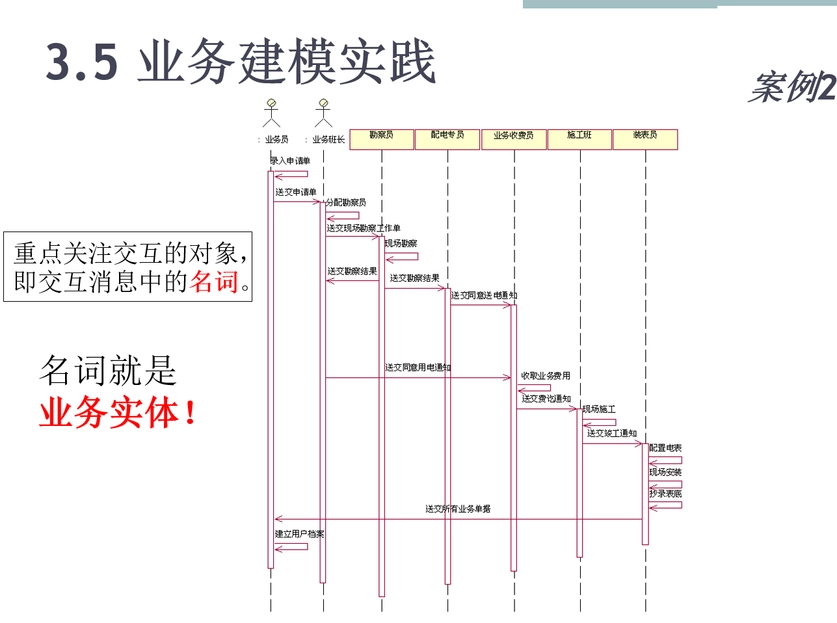 3.5 业务建模实践
案例2
: 业务员
: 业务班长
勘察员
配电专员
业务收费员
施工班
装表员
录入申请单
送交申请单
分配勘察员
送交现场勘察工作单
现场勘察
送交勘察结果
送交勘察结果
送交同意送电通知
重点关注交互的对象，
即交互消息中的名词。
名词就是
业务实体！
送交同意用电通知
收取业务费用
送交费讫通知
现场施工
送交竣工通知
配置电表
现场安装
抄录表底
送交所有业务单据
建立用户档案